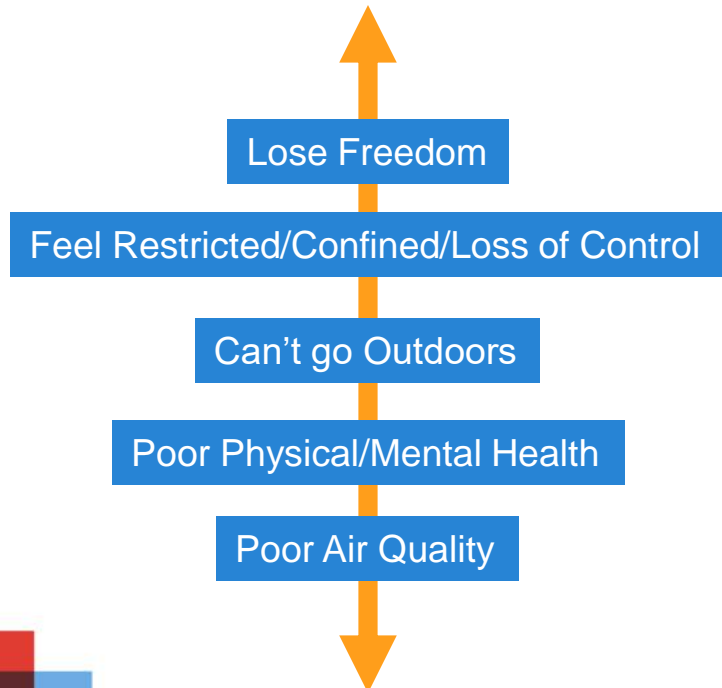 Lose Freedom
Feel Restricted/Confined/Loss of Control
Can’t go Outdoors
Poor Physical/Mental Health
Poor Air Quality